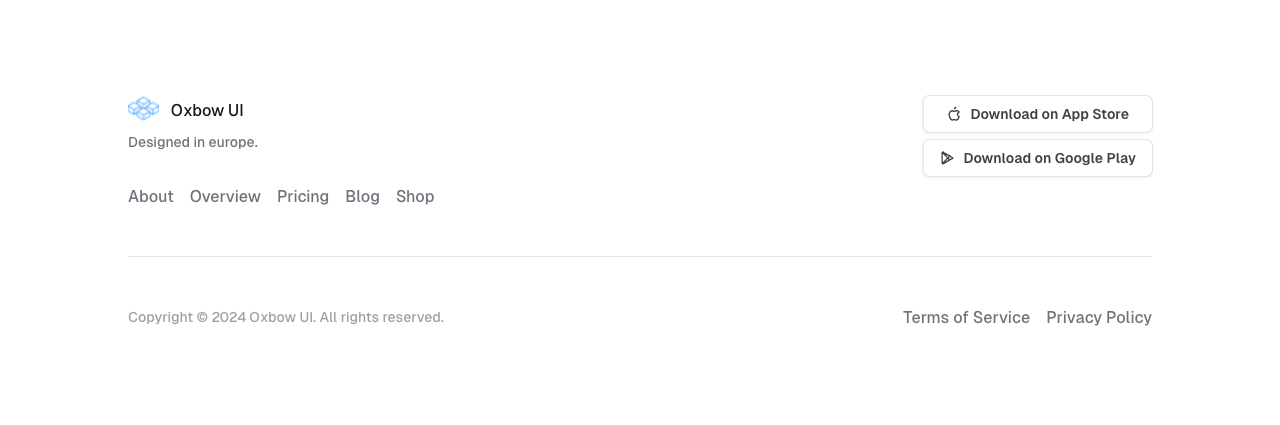 Oxbow UI
Designed in europe.
About Overview Pricing Blog Shop
Download on App Store
Download on Google Play
Copyright © 2024 Oxbow UI. All rights reserved.
Terms of Service Privacy Policy